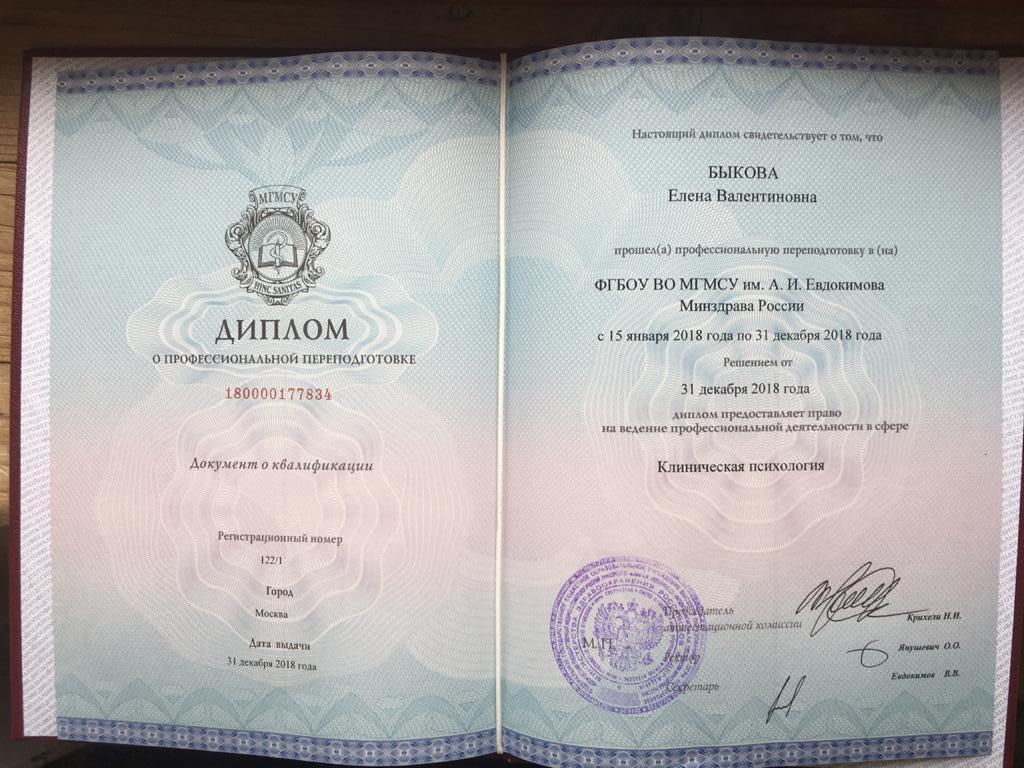 МГМСУ
HINC SANITAS
ДИПЛОМ
О ПРОФЕССИОНАЛЬНОЙ ПЕРЕПОДГОТОВКЕ
180000177834
Документ о квалификации
Регистрационный номер
122/1
Город
Москва
Дата выдачи
31 декабря 2018 года
Настоящий диплом свидетельствует о том, что
БЫКОВА
Елена Валентиновна
прошел(а) профессиональную переподготовку в (на)
ФГБОУ ВО МГМСУ им. А. И. Евдокимова
Минздрава России
с 15 января 2018 года по 31 декабря 2018 года
Решением от
31 декабря 2018 года
диплом предоставляет право
на ведение профессиональной деятельности в сфере
Клиническая психология
Председатель
аттестационной комиссии
Крихели Н.И.
М.П.
Ректор
Янушевич О.О.
Секретарь
Евдокимов В.В.
ЗДРАВООХРАНЕНИЯ